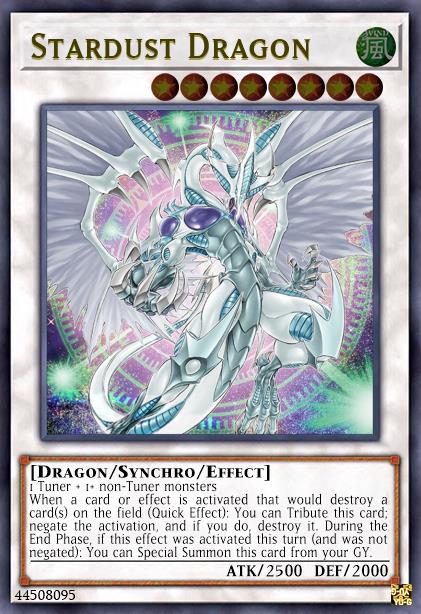 STARDUST DRAGON
WIND
風
[DRAGON/SYNCHRO/EFFECT]
1 Tuner + 1+ non-Tuner monsters
When a card or effect is activated that would destroy a
card(s) on the field (Quick Effect): You can Tribute this card;
negate the activation, and if you do, destroy it. During the
End Phase, if this effect was activated this turn (and was not
negated): You can Special Summon this card from your GY.
ATK/2500 DEF/2000
44508095